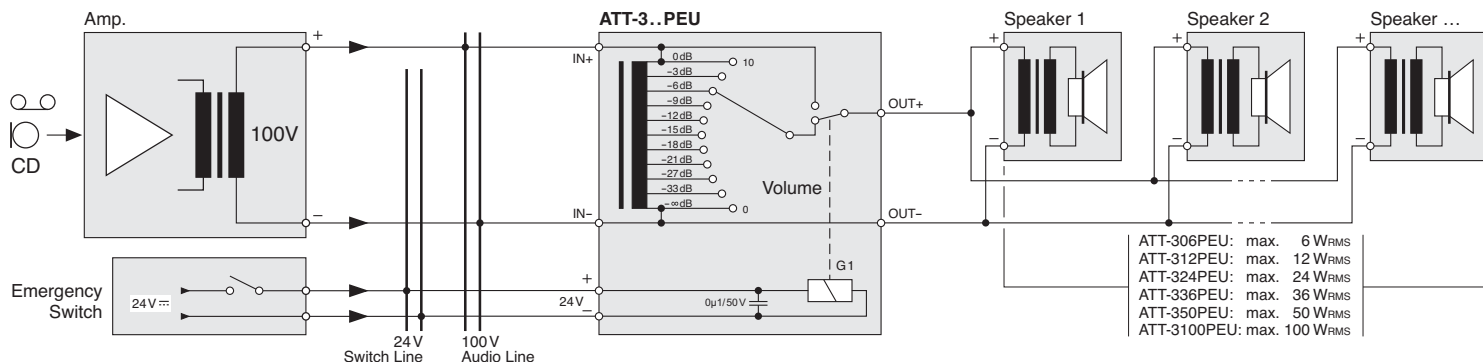 Amp.
ATT-3..PEU
Speaker 1
Speaker 2
Speaker ...
+
+
+
+
IN+
0 dB
10
−3 dB
−6 dB
−9 dB
−12 dB
−15 dB
−18 dB
−21 dB
−27 dB
−33 dB
−∞ dB
0
OUT+
100V
CD
Volume
−
−
−
−
IN−
OUT−
G1
Emergency
Switch
24V
+
24 V
−
0µ1/50 V
24 V
Switch Line
100 V
Audio Line
ATT-306PEU: max. 6 WRMS
ATT-312PEU: max. 12 WRMS
ATT-324PEU: max. 24 WRMS
ATT-336PEU: max. 36 WRMS
ATT-350PEU: max. 50 WRMS
ATT-3100PEU: max. 100 WRMS